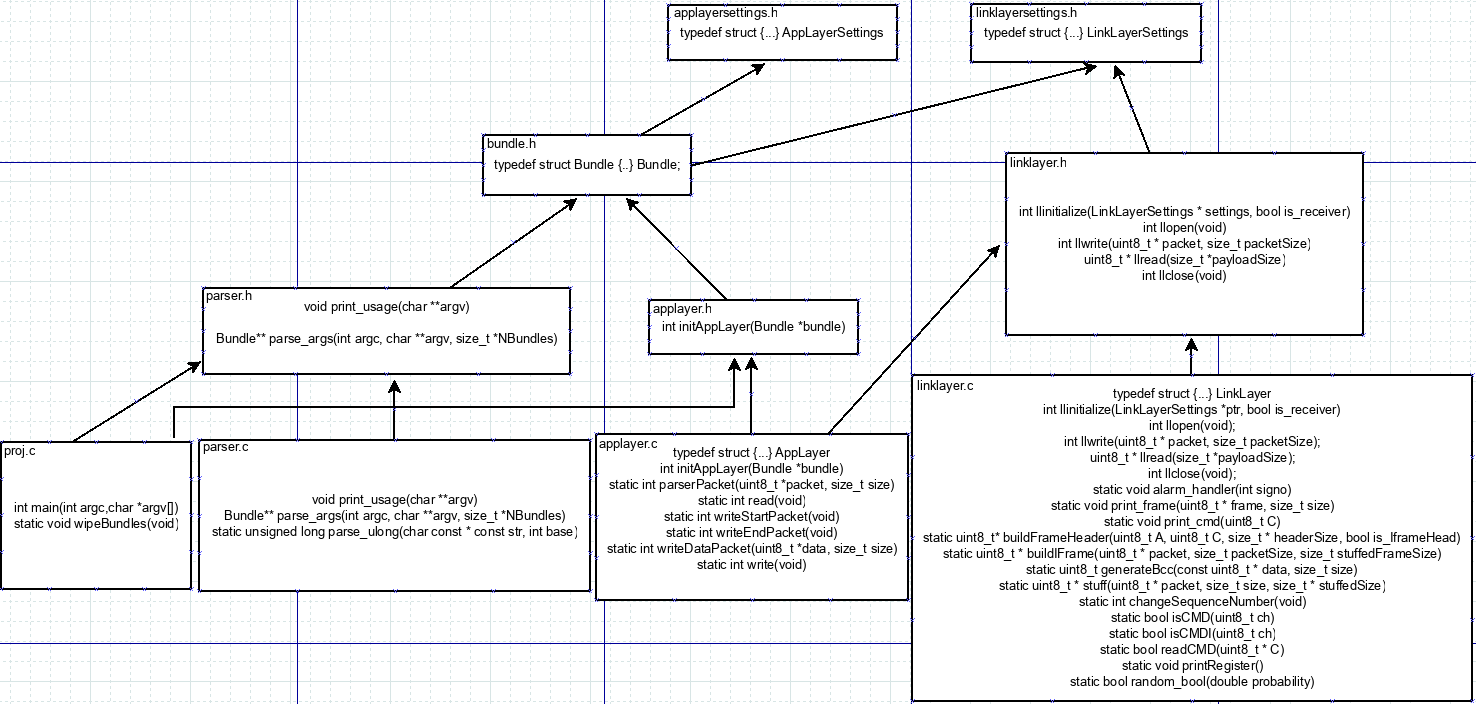 applayersettings.h
typedef struct {...} AppLayerSettings
linklayersettings.h
typedef struct {...} LinkLayerSettings
bundle.h
typedef struct Bundle {..} Bundle;
linklayer.h
int llinitialize(LinkLayerSettings * settings, bool is_receiver)
int llopen(void)
int llwrite(uint8_t * packet, size_t packetSize)
uint8_t * llread(size_t *payloadSize)
int llclose(void)
parser.h
void print_usage(char **argv)
Bundle** parse_args(int argc, char **argv, size_t *NBundles)
applayer.h
int initAppLayer(Bundle *bundle)
proj.c
int main(int argc,char *argv[])
static void wipeBundles(void)
parser.c
void print_usage(char **argv)
Bundle** parse_args(int argc, char **argv, size_t *NBundles)
static unsigned long parse_ulong(char const * const str, int base)
applayer.c
typedef struct {...} AppLayer
int initAppLayer(Bundle *bundle)
static int parserPacket(uint8_t *packet, size_t size)
static int read(void)
static int writeStartPacket(void)
static int writeEndPacket(void)
static int writeDataPacket(uint8_t *data, size_t size)
static int write(void)
linklayer.c
typedef struct {...} LinkLayer
int llinitialize(LinkLayerSettings *ptr, bool is_receiver)
int llopen(void);
int llwrite(uint8_t * packet, size_t packetSize);
uint8_t * llread(size_t *payloadSize);
int llclose(void);
static void alarm_handler(int signo)
static void print_frame(uint8_t * frame, size_t size)
static void print_cmd(uint8_t C)
static uint8_t* buildFrameHeader(uint8_t A, uint8_t C, size_t * headerSize, bool is_IframeHead)
static uint8_t * buildIFrame(uint8_t * packet, size_t packetSize, size_t stuffedFrameSize)
static uint8_t generateBcc(const uint8_t * data, size_t size)
static uint8_t * stuff(uint8_t * packet, size_t size, size_t * stuffedSize)
static int changeSequenceNumber(void)
static bool isCMD(uint8_t ch)
static bool isCMDI(uint8_t ch)
static bool readCMD(uint8_t * C)
static void printRegister()
static bool random_bool(double probability)